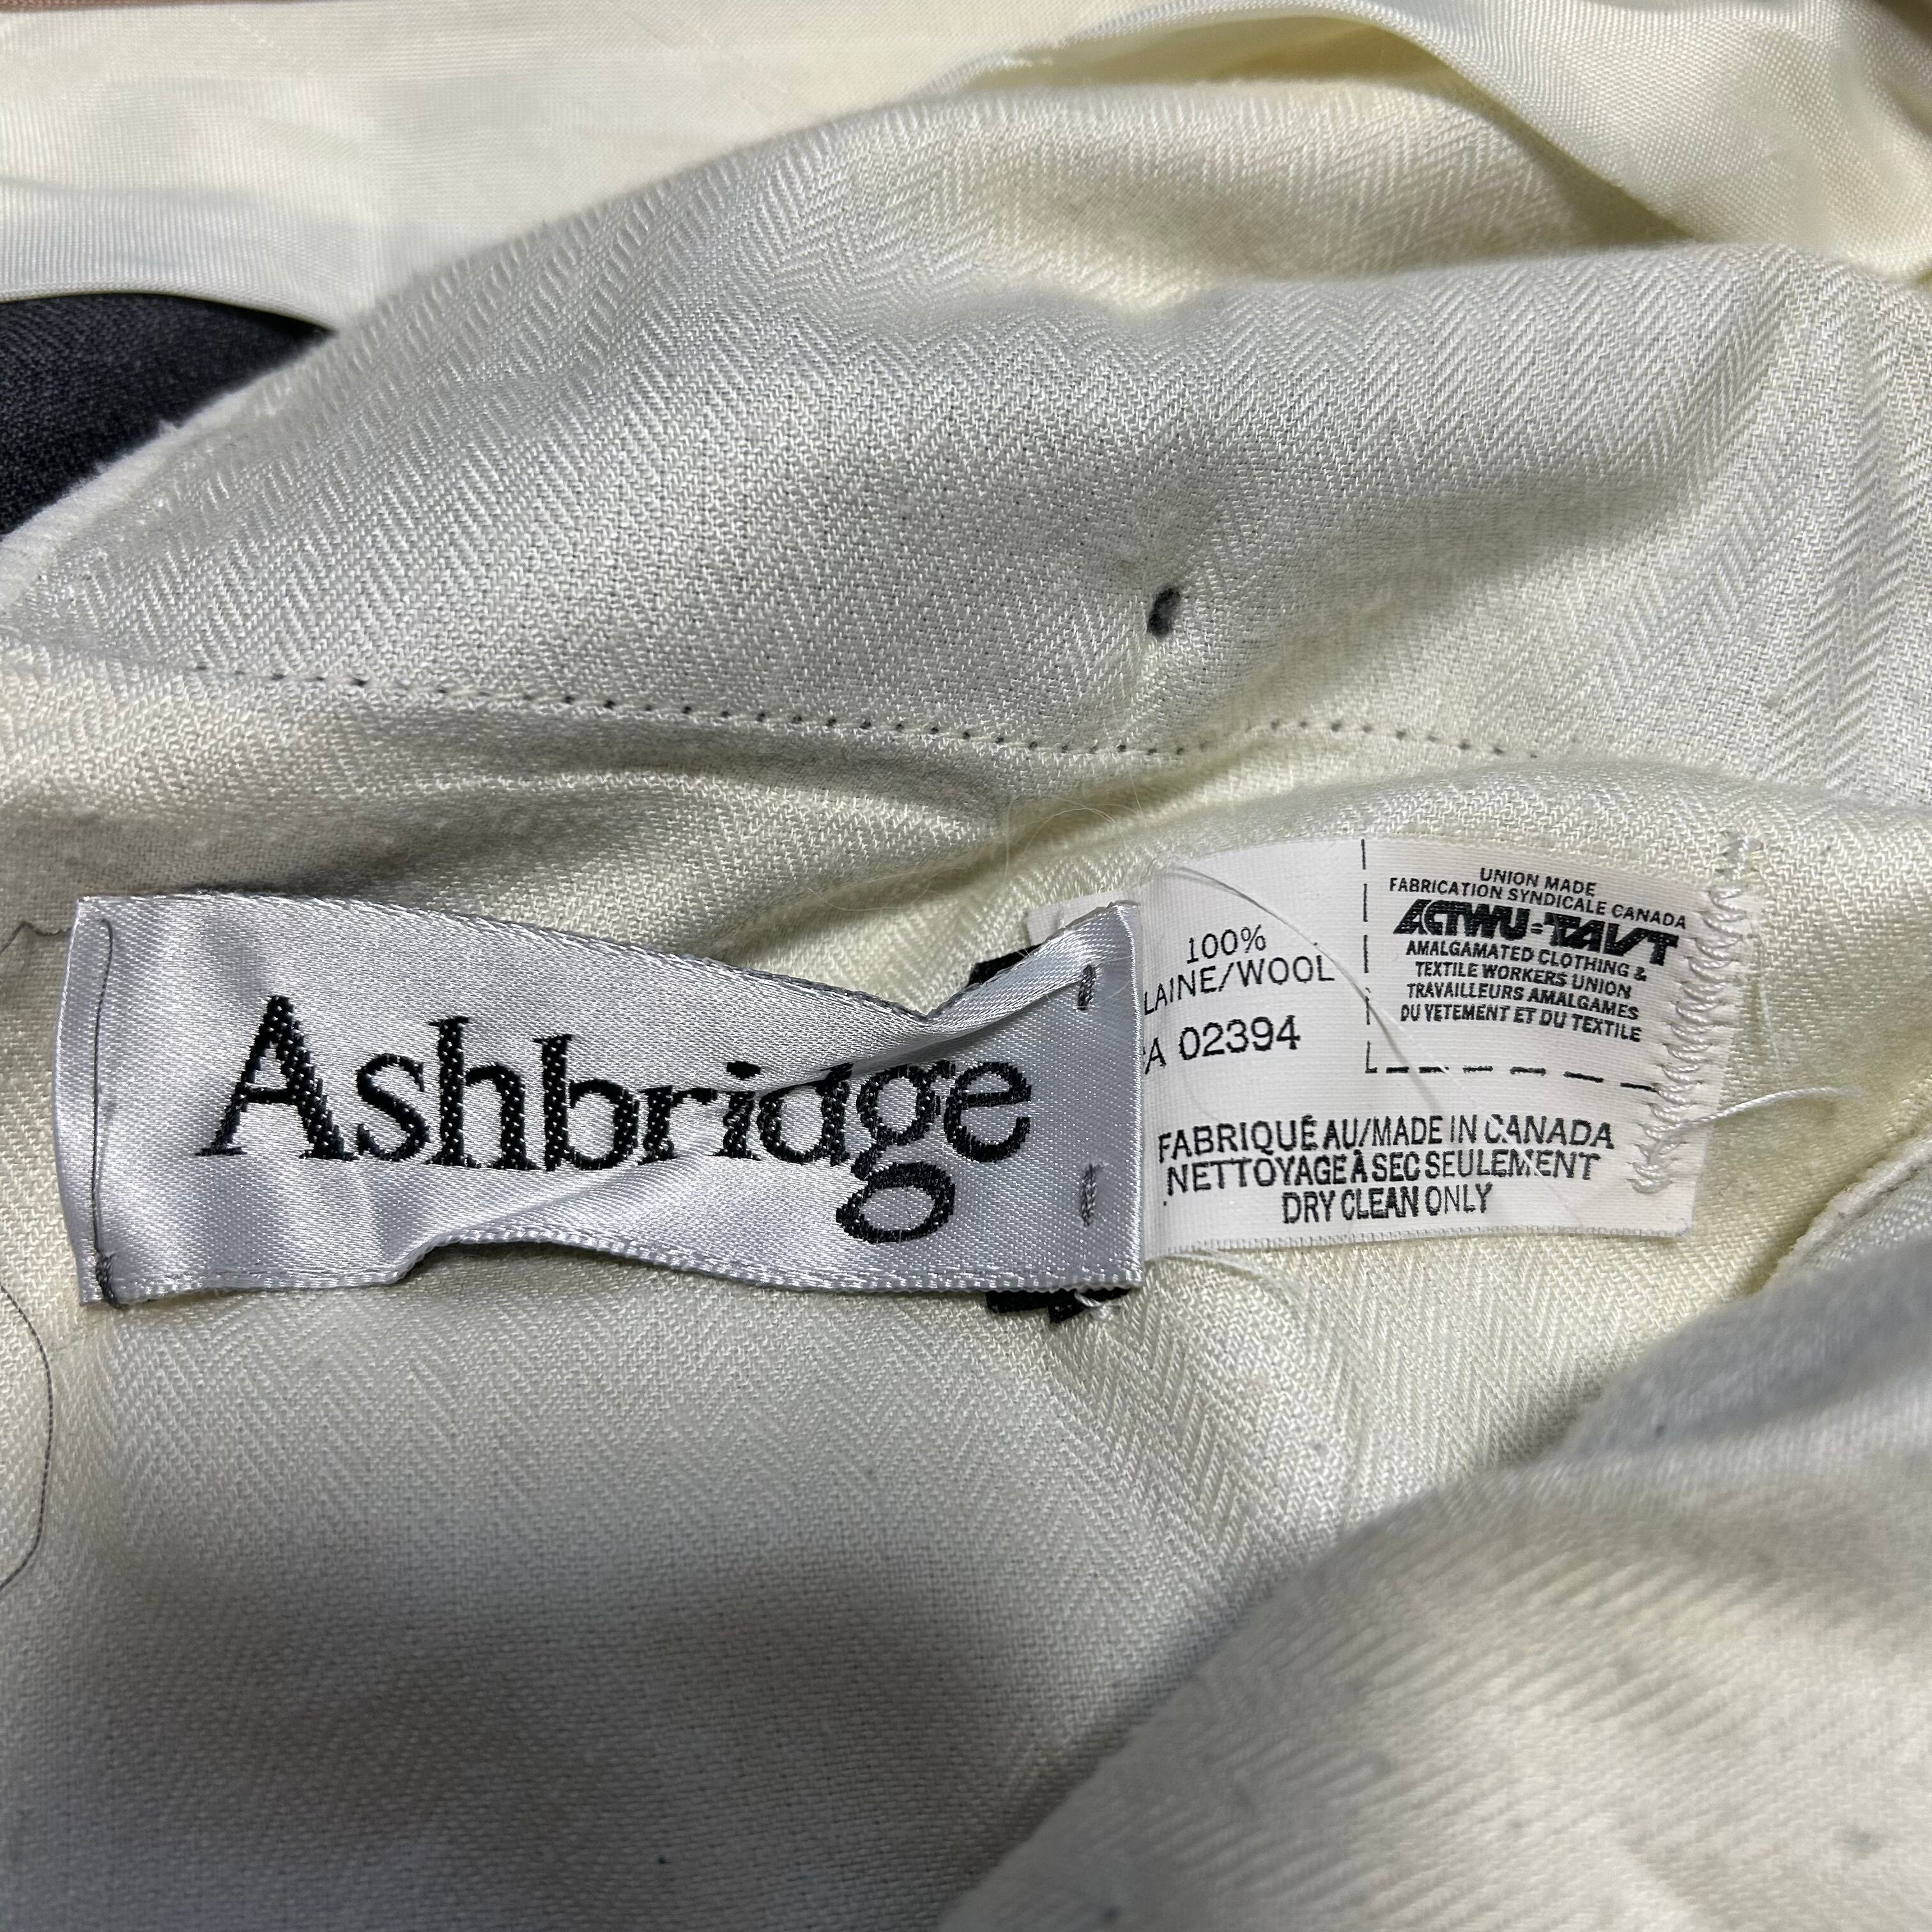 Ashbridge
100%
LAINE/WOOL
CA 02394
UNION MADE
FABRICATION SYNDICALE CANADA
ACTWU=TAVT
AMALGAMATED CLOTHING &
TEXTILE WORKERS UNION
TRAVAILLEURS AMALGAMES
DU VETEMENT ET DU TEXTILE
FABRIQUÉ AU/MADE IN CANADA
NETTOYAGE À SEC SEULEMENT
DRY CLEAN ONLY